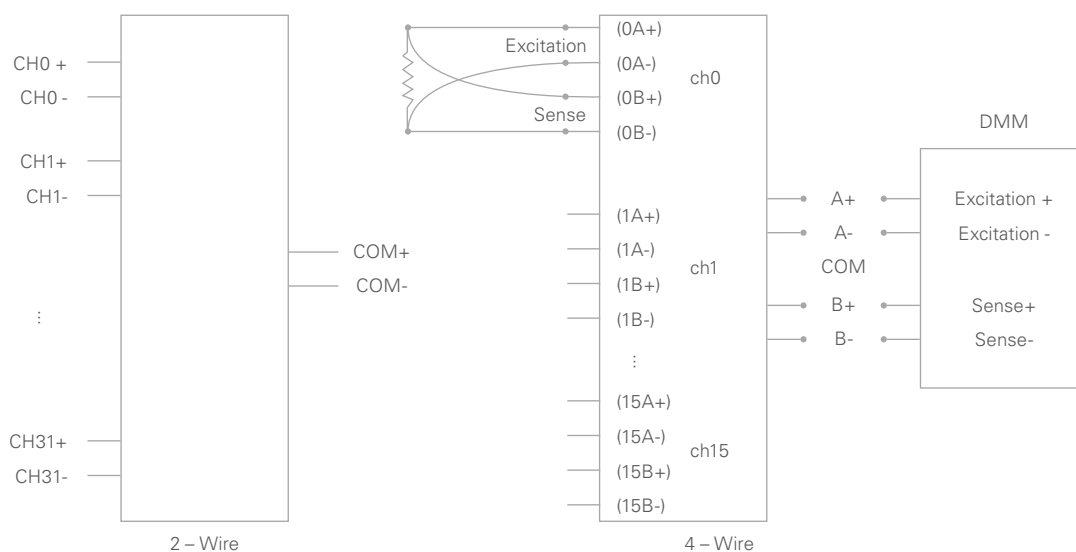 CH0 +
CH0 -
CH1+
CH1-
⋮
CH31+
CH31-
COM+
COM-
2 – Wire
Excitation
Sense
(0A+)
(0A-)
(0B+)
(0B-)
ch0
(1A+)
(1A-)
(1B+)
(1B-)
ch1
⋮
(15A+)
(15A-)
(15B+)
(15B-)
ch15
4 – Wire
A+
A-
COM
B+
B-
DMM
Excitation +
Excitation -
Sense+
Sense-